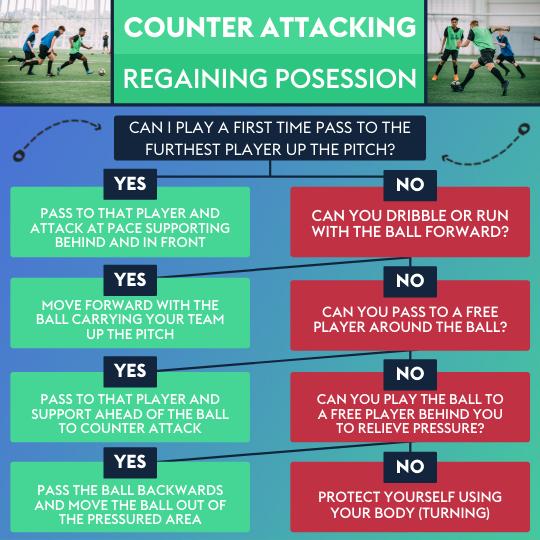 COUNTER ATTACKING
REGAINING POSESSION
CAN I PLAY A FIRST TIME PASS TO THE
FURTHEST PLAYER UP THE PITCH?
YES
NO
PASS TO THAT PLAYER AND
ATTACK AT PACE SUPPORTING
BEHIND AND IN FRONT
CAN YOU DRIBBLE OR RUN
WITH THE BALL FORWARD?
YES
NO
MOVE FORWARD WITH THE
BALL CARRYING YOUR TEAM
UP THE PITCH
CAN YOU PASS TO A FREE
PLAYER AROUND THE BALL?
YES
NO
PASS TO THAT PLAYER AND
SUPPORT AHEAD OF THE BALL
TO COUNTER ATTACK
CAN YOU PLAY THE BALL TO
A FREE PLAYER BEHIND YOU
TO RELIEVE PRESSURE?
YES
NO
PASS THE BALL BACKWARDS
AND MOVE THE BALL OUT OF
THE PRESSURED AREA
PROTECT YOURSELF USING
YOUR BODY (TURNING)